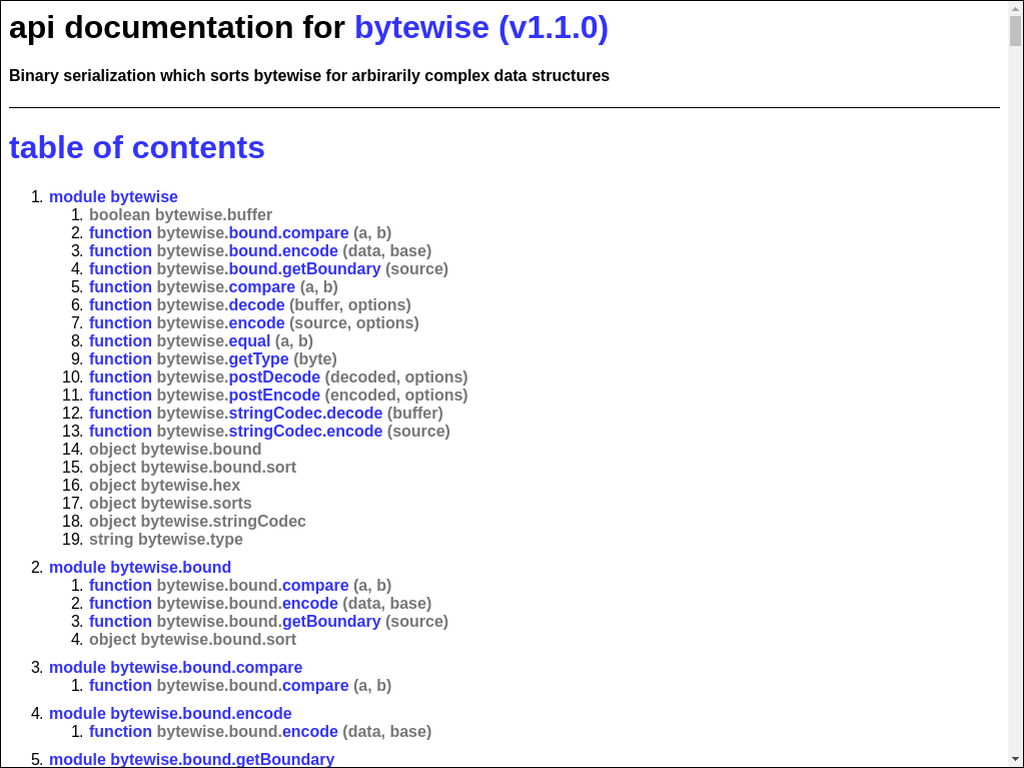 api documentation for bytewise (v1.1.0)
Binary serialization which sorts bytewise for arbirarily complex data structures
table of contents
1. module bytewise
1. boolean bytewise.buffer
2. function bytewise.bound.compare (a, b)
3. function bytewise.bound.encode (data, base)
4. function bytewise.bound.getBoundary (source)
5. function bytewise.compare (a, b)
6. function bytewise.decode (buffer, options)
7. function bytewise.encode (source, options)
8. function bytewise.equal (a, b)
9. function bytewise.getType (byte)
10. function bytewise.postDecode (decoded, options)
11. function bytewise.postEncode (encoded, options)
12. function bytewise.stringCodec.decode (buffer)
13. function bytewise.stringCodec.encode (source)
14. object bytewise.bound
15. object bytewise.bound.sort
16. object bytewise.hex
17. object bytewise.sorts
18. object bytewise.stringCodec
19. string bytewise.type
2. module bytewise.bound
1. function bytewise.bound.compare (a, b)
2. function bytewise.bound.encode (data, base)
3. function bytewise.bound.getBoundary (source)
4. object bytewise.bound.sort
3. module bytewise.bound.compare
1. function bytewise.bound.compare (a, b)
4. module bytewise.bound.encode
1. function bytewise.bound.encode (data, base)
5. module bytewise.bound.getBoundary